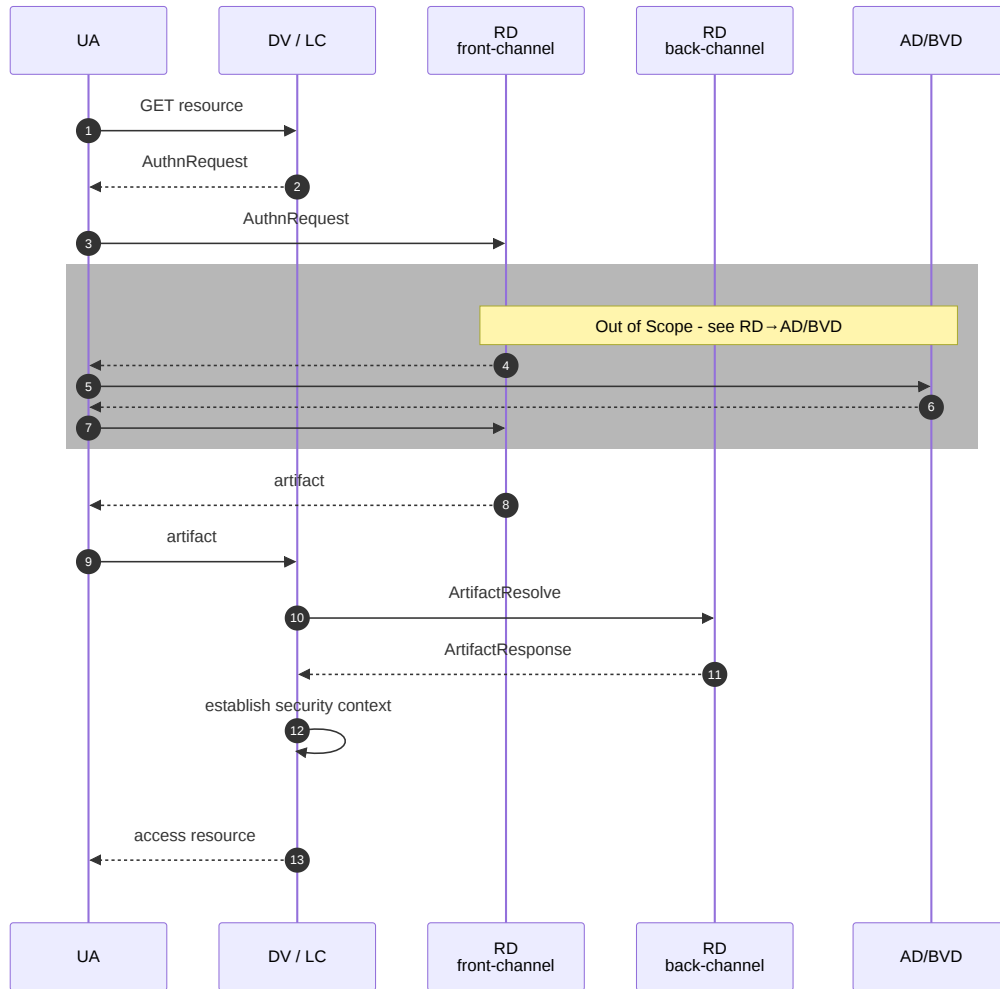 UA
DV / LC
RD
front-channel
RD
back-channel
AD/BVD
GET resource
1
AuthnRequest
2
AuthnRequest
3
Out of Scope - see RD→AD/BVD
4
5
6
7
artifact
8
artifact
9
ArtifactResolve
10
ArtifactResponse
11
establish security context
12
access resource
13
UA
DV / LC
RD
front-channel
RD
back-channel
AD/BVD